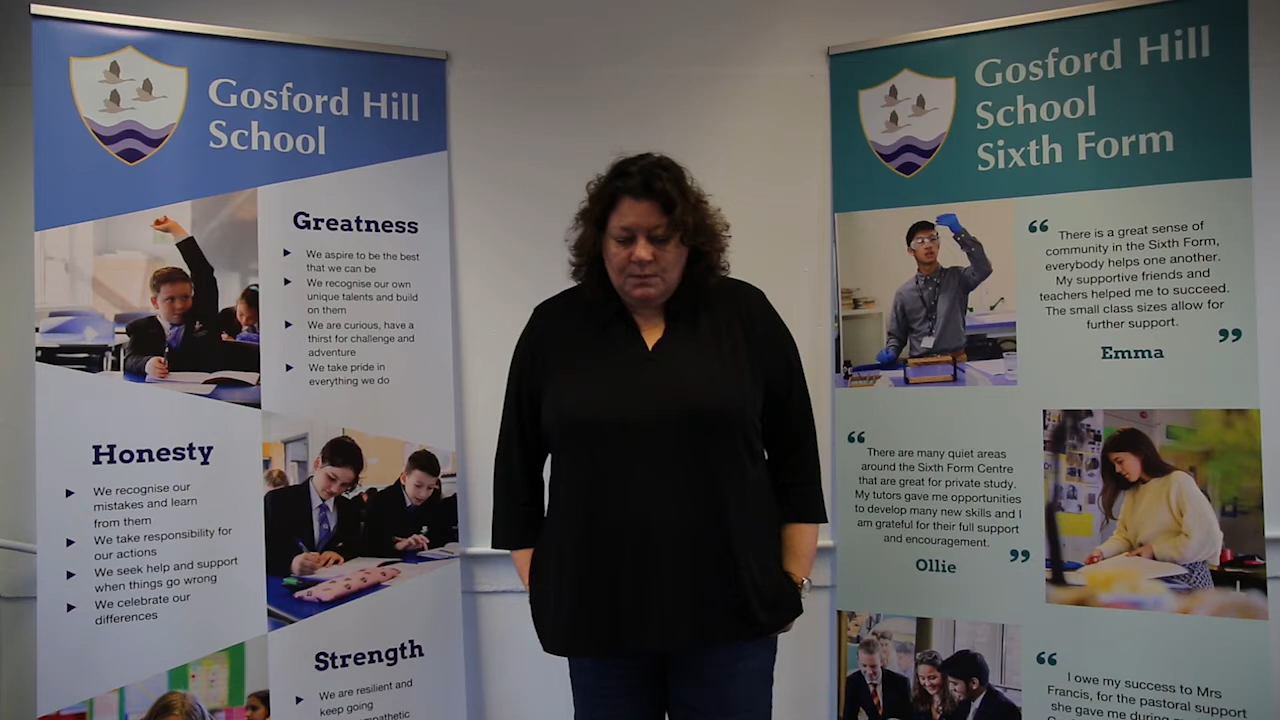 Gosford Hill
School
Greatness
We aspire to be the best
that we can be
We recognise our own
unique talents and build
on them
We are curious, have a
thirst for challenge and
adventure
We take pride in
everything we do
Honesty
We recognise our
mistakes and learn
from them
We take responsibility for
our actions
We seek help and support
when things go wrong
We celebrate our
differences
Strength
We are resilient and
keep going
Gosford Hill
School
Sixth Form
“ There is a great sense of
community in the Sixth Form,
everybody helps one another.
My supportive friends and
teachers helped me to succeed.
The small class sizes allow for
further support. ”
Emma
“
There are many quiet areas
around the Sixth Form Centre
that are great for private study.
My tutors gave me opportunities
to develop many new skills and I
am grateful for their full support
and encouragement. ”
Ollie
“
I owe my success to Mrs
Francis, for the pastoral support
she gave me during